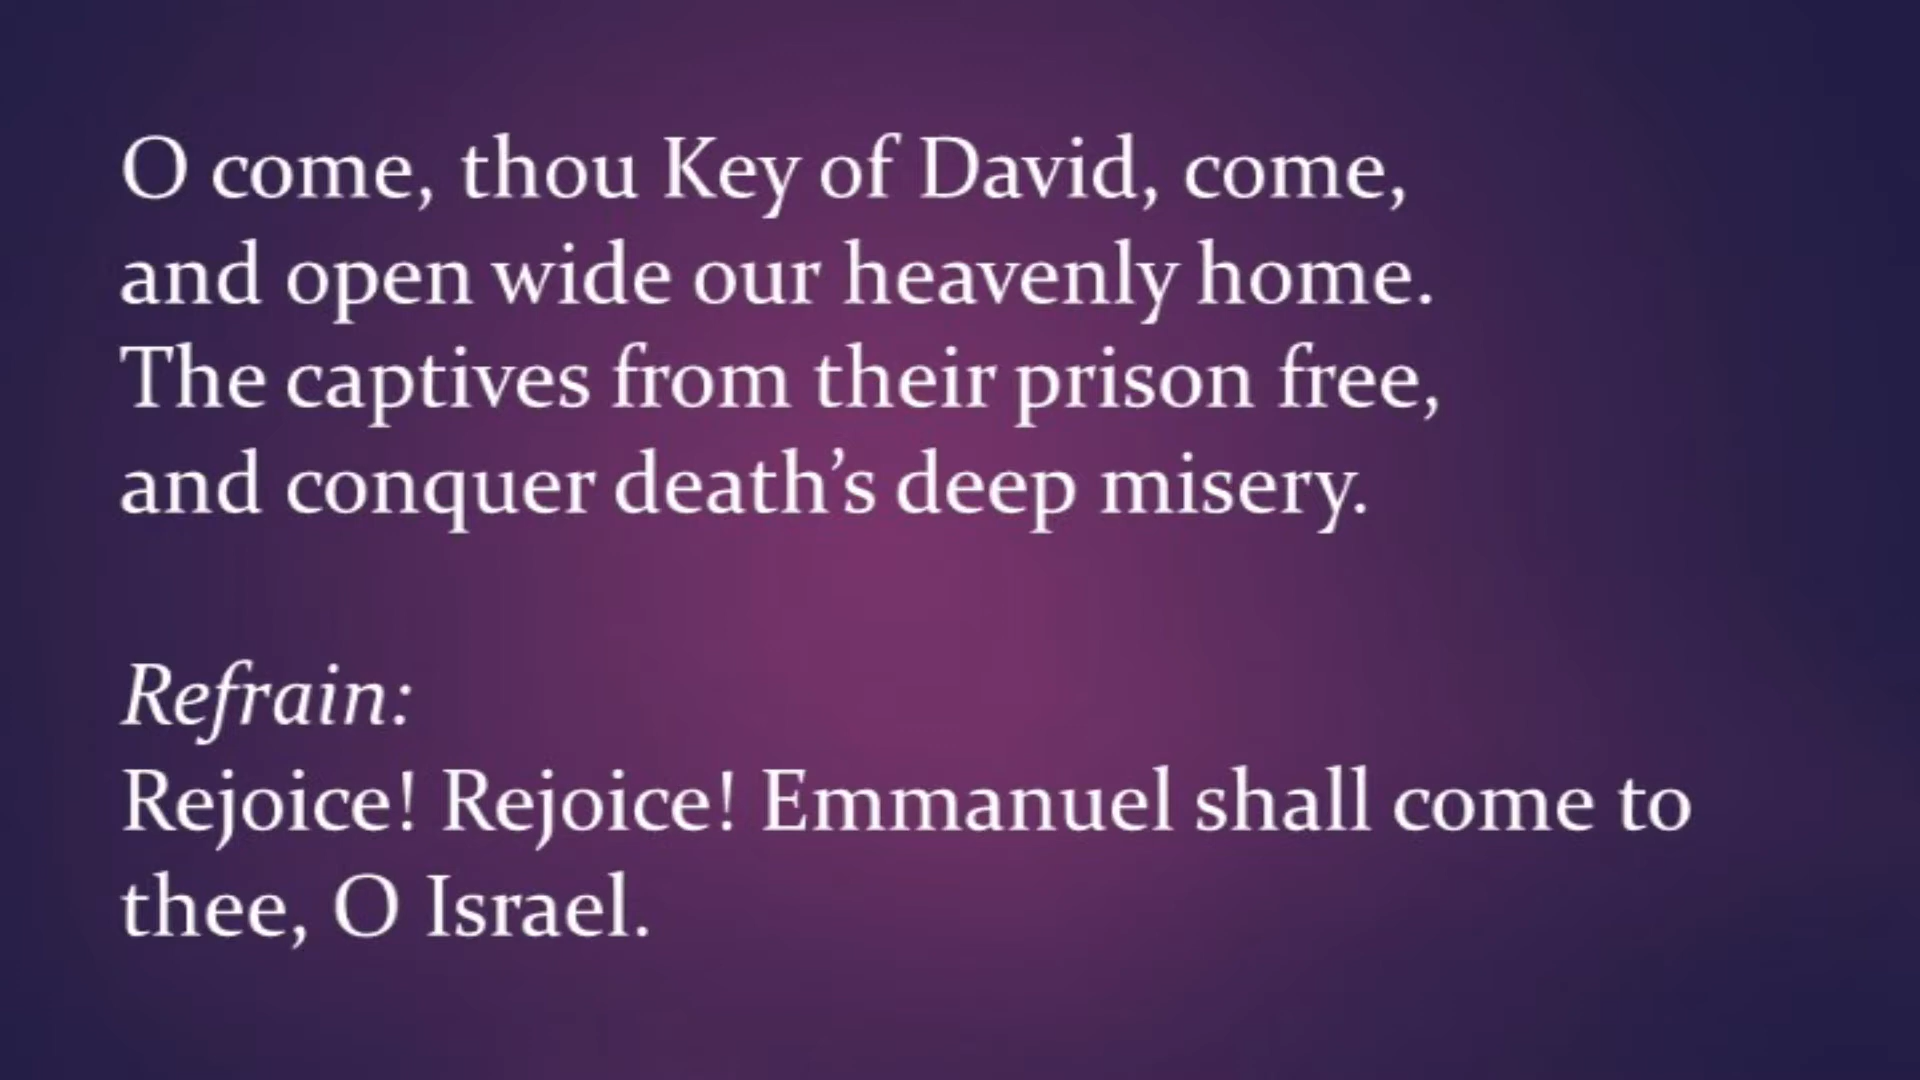 O come, thou Key of David, come,
and open wide our heavenly home.
The captives from their prison free,
and conquer death’s deep misery.
Refrain:
Rejoice! Rejoice! Emmanuel shall come to
thee, O Israel.